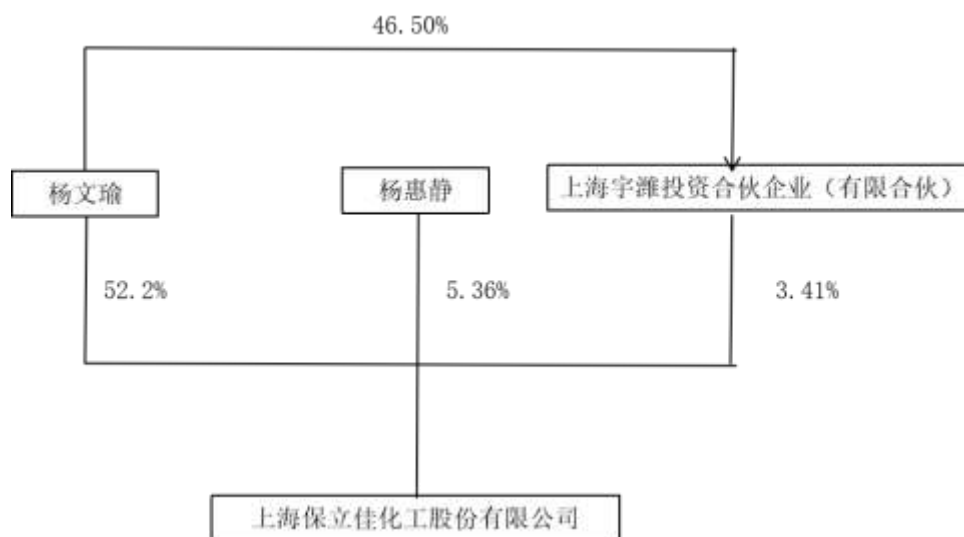 46.50%
杨文瑜
杨惠静
上海宇潍投资合伙企业（有限合伙）
52.2%
5.36%
3.41%
上海保立佳化工股份有限公司